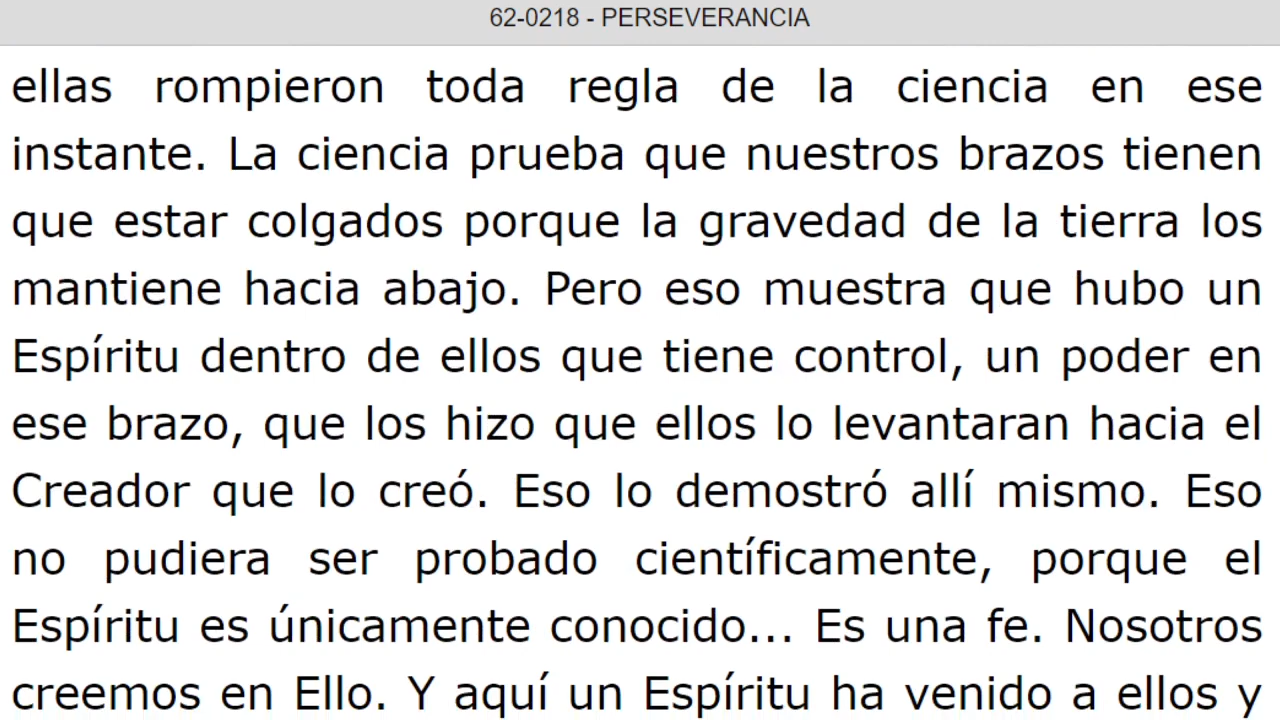 62-0218 - PERSEVERANCIA
ellas rompieron toda regla de la ciencia en ese
instante. La ciencia prueba que nuestros brazos tienen
que estar colgados porque la gravedad de la tierra los
mantiene hacia abajo. Pero eso muestra que hubo un
Espíritu dentro de ellos que tiene control, un poder en
ese brazo, que los hizo que ellos lo levantaran hacia el
Creador que lo creó. Eso lo demostró allí mismo. Eso
no pudiera ser probado científicamente, porque el
Espíritu es únicamente conocido... Es una fe. Nosotros
creemos en Ello. Y aquí un Espíritu ha venido a ellos y